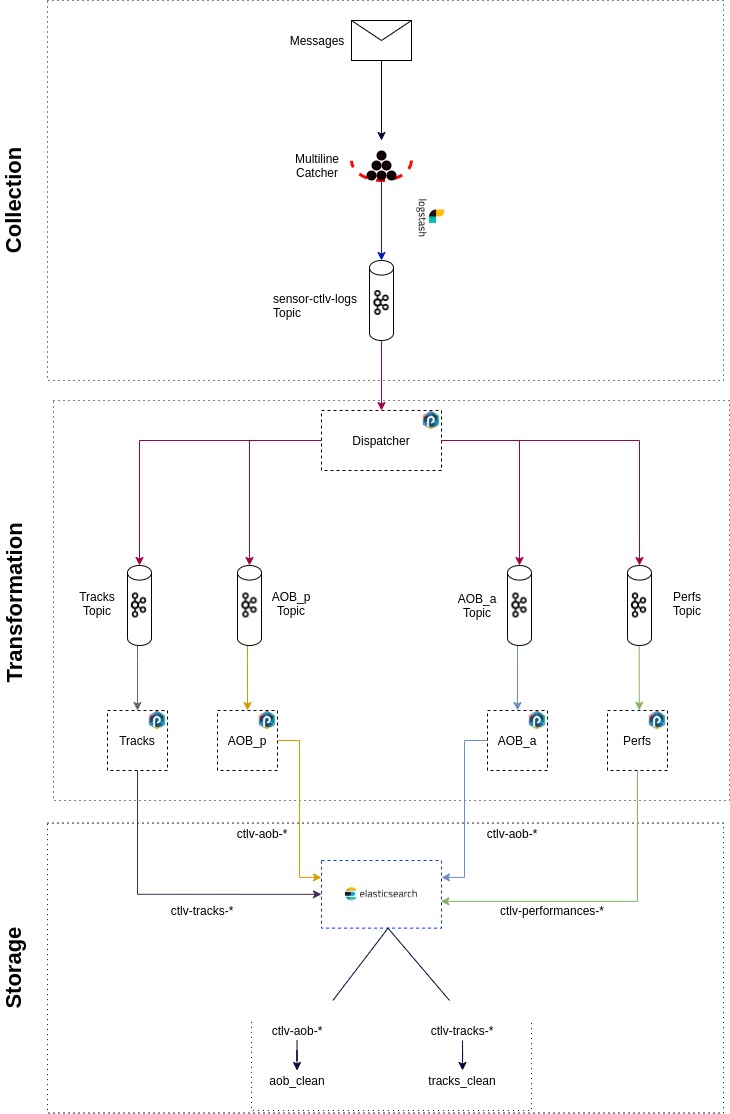 Collection
Messages
Multiline
Catcher
logstash
sensor-ctlv-logs
Topic
Transformation
Dispatcher
Tracks
Topic
AOB_p
Topic
AOB_a
Topic
Perfs
Topic
Tracks
AOB_p
AOB_a
Perfs
Storage
ctlv-aob-*
ctlv-aob-*
elasticsearch
ctlv-tracks-*
ctlv-performances-*
ctlv-aob-*
ctlv-tracks-*
aob_clean
tracks_clean